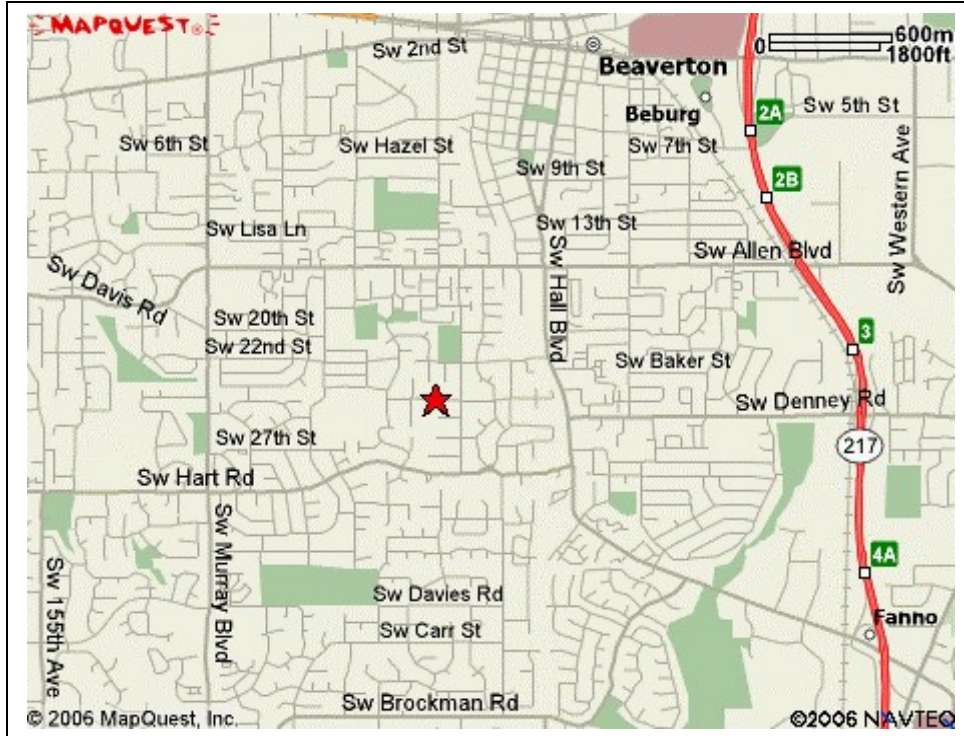 MAPQUEST®
600m
0
1800ft
Sw 2nd St
Beaverton
Beburg
2A
Sw 5th St
Sw 6th St
Sw Hazel St
Sw 7th St
Sw 9th St
2B
Sw Western Ave
Sw Lisa Ln
Sw 13th St
Sw Allen Blvd
Sw Davis Rd
Sw Hall Blvd
Sw 20th St
3
Sw 22nd St
Sw Baker St
Sw Denney Rd
Sw 27th St
217
Sw Hart Rd
Sw Murray Blvd
4A
Sw 155th Ave
Sw Davies Rd
Fanno
Sw Carr St
Sw Brockman Rd
© 2006 MapQuest, Inc.
©2006 NAVTEQ